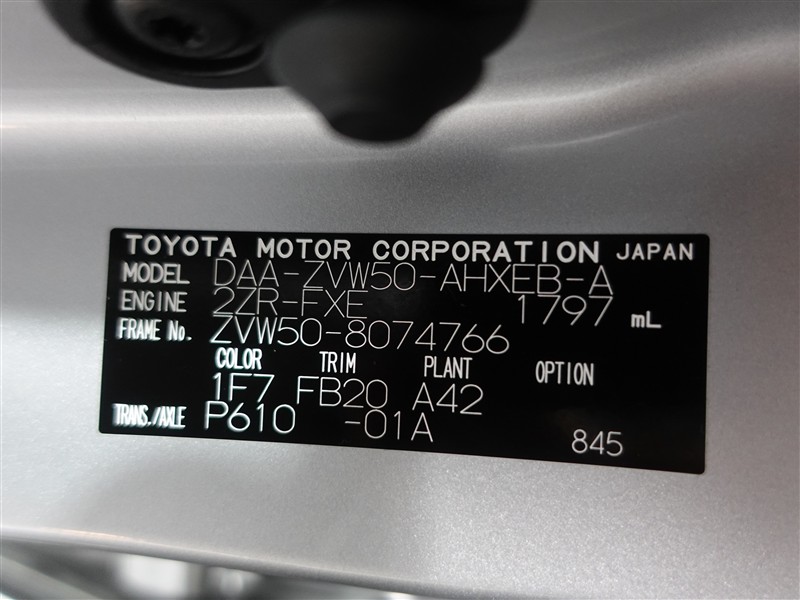 TOYOTA MOTOR CORPORATION JAPAN
MODEL DAA-ZVW50-AHXEB-A
ENGINE 2ZR-FXE 1797 mL
FRAME No. ZVW50-8074766
COLOR TRIM PLANT OPTION
1F7 FB20 A42
TRANS./AXLE P610 -01A
845